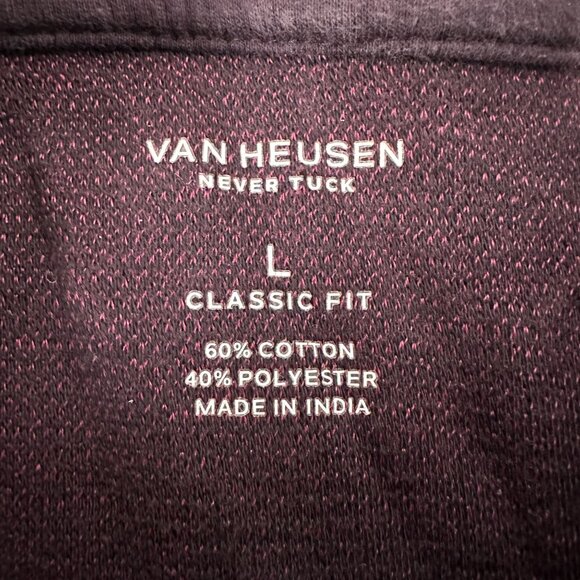 VAN HEUSEN
NEVER TUCK
L
CLASSIC FIT
60% COTTON
40% POLYESTER
MADE IN INDIA